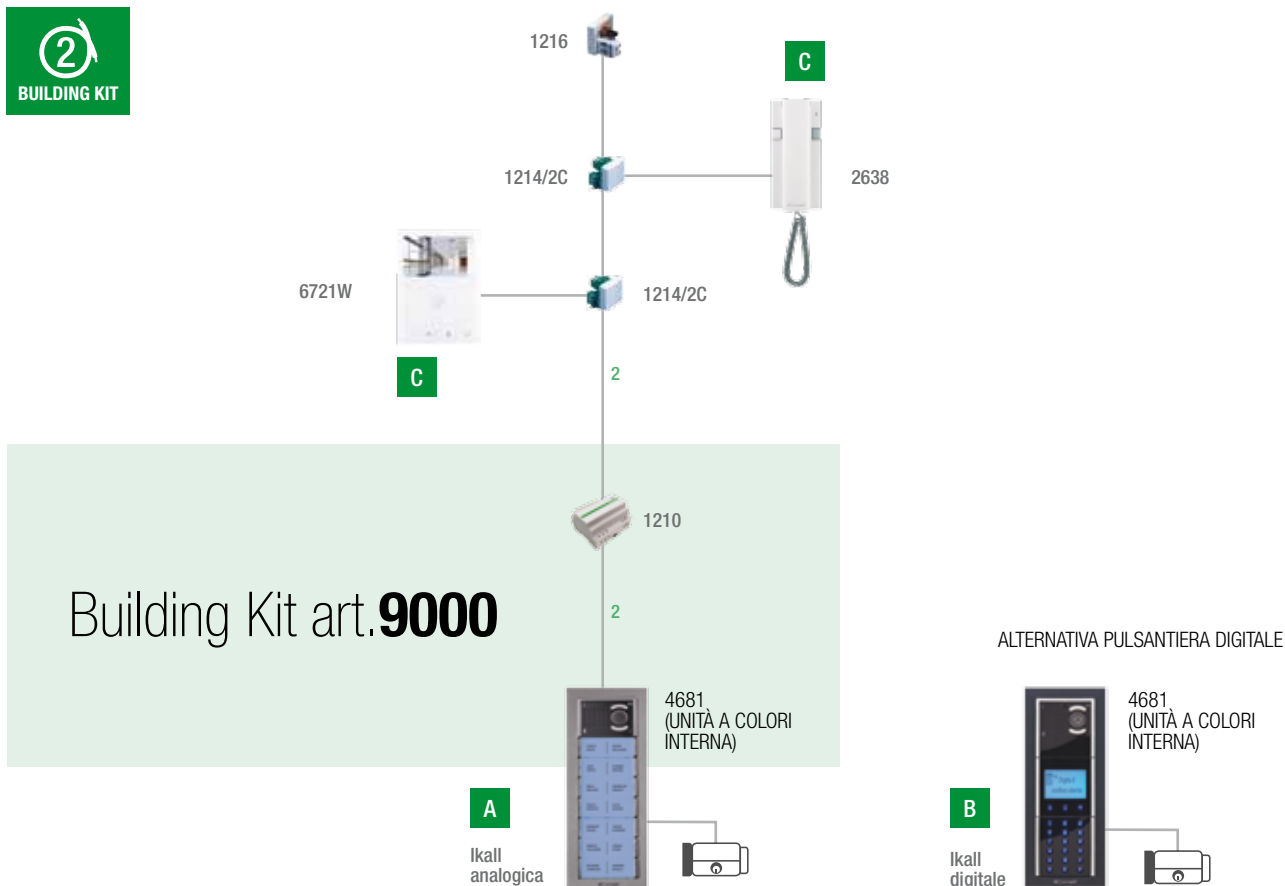 2
BUILDING KIT
1216
C
1214/2C
2638
6721W
1214/2C
C
2
1210
Building Kit art.9000
2
ALTERNATIVA PULSANTIERA DIGITALE
4681
(UNITÀ A COLORI
INTERNA)
4681
(UNITÀ A COLORI
INTERNA)
A
B
Ikall
analogica
Ikall
digitale